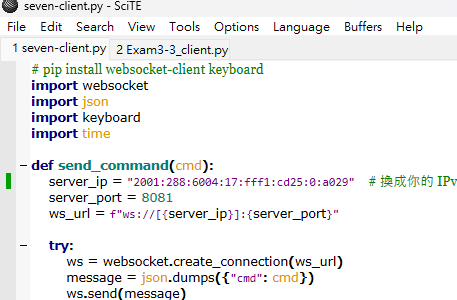 seven-client.py - SciTE
File Edit Search View Tools Options Language Buffers Help
1 seven-client.py 2 Exam3-3_client.py
# pip install websocket-client keyboard
import websocket
import json
import keyboard
import time
def send_command(cmd):
server_ip = "2001:288:6004:17:fff1:cd25:0:a029" # 換成你的 IPv
server_port = 8081
ws_url = f"ws://[{server_ip}]:{server_port}"
try:
ws = websocket.create_connection(ws_url)
message = json.dumps({"cmd": cmd})
ws.send(message)